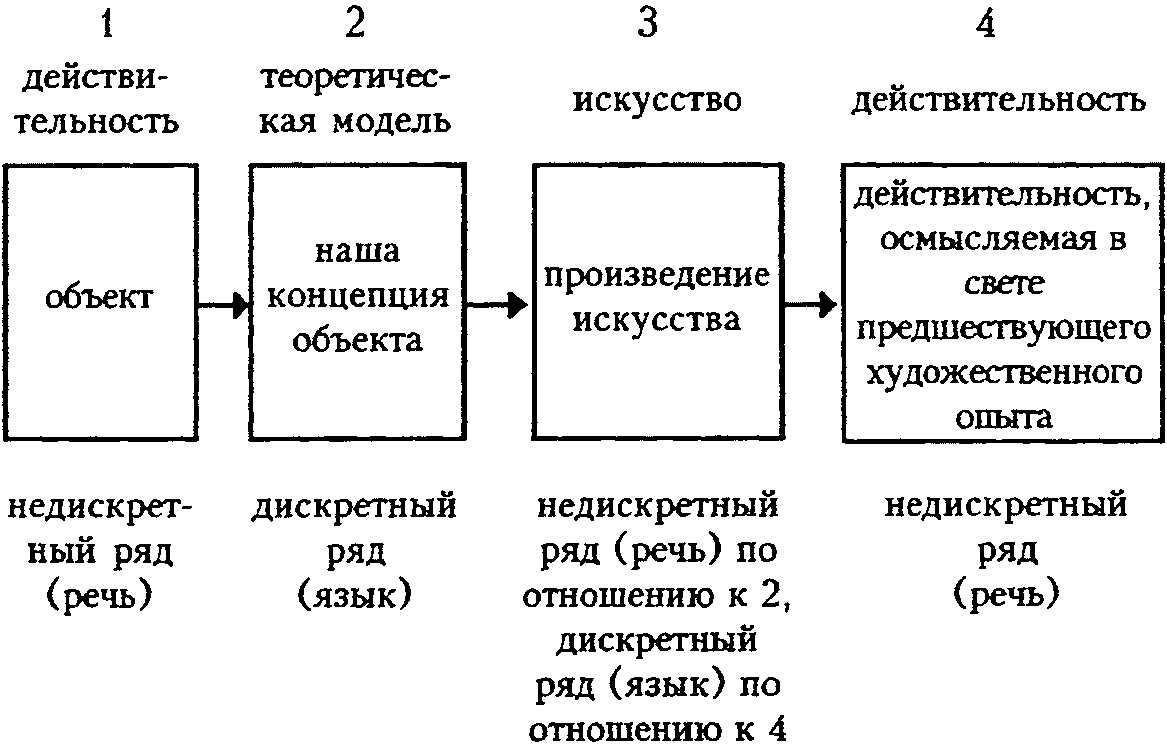 1
действи-
тельность
объект
недискрет-
ный ряд
(речь)
2
теоретичес-
кая модель
наша
концепция
объекта
дискретный
ряд
(язык)
3
искусство
произведение
искусства
недискретный
ряд (речь) по
отношению к 2,
дискретный
ряд (язык) по
отношению к 4
4
действительность
действительность,
осмысляемая в
свете
предшествующего
художественного
опыта
недискретный
ряд
(речь)